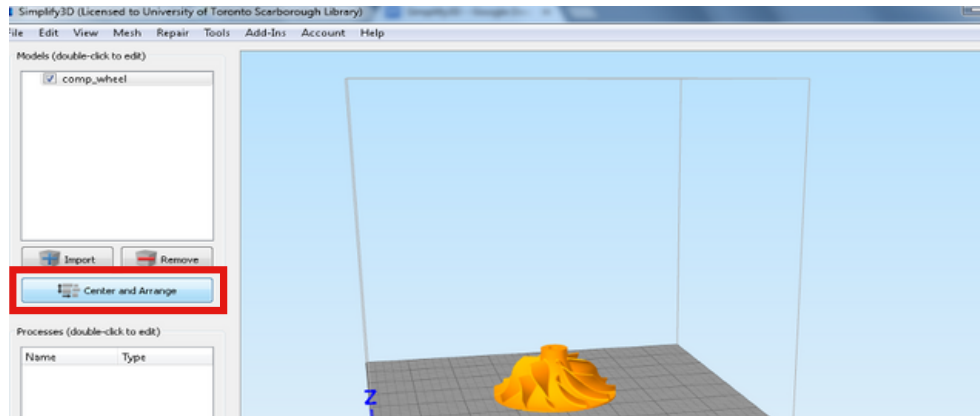 Simplify3D (Licensed to University of Toronto Scarborough Library)
File Edit View Mesh Repair Tools Add-Ins Account Help
Models (double-click to edit)
comp_wheel
Import Remove
Center and Arrange
Processes (double-click to edit)
Name Type
Z